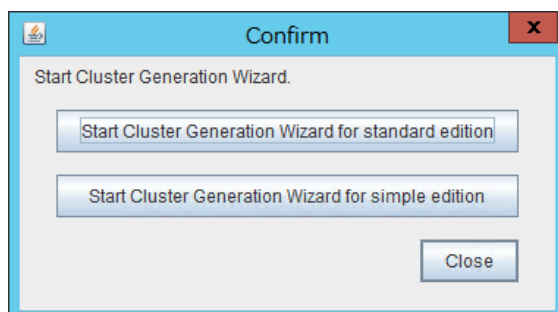 Confirm
x
Start Cluster Generation Wizard.
Start Cluster Generation Wizard for standard edition
Start Cluster Generation Wizard for simple edition
Close